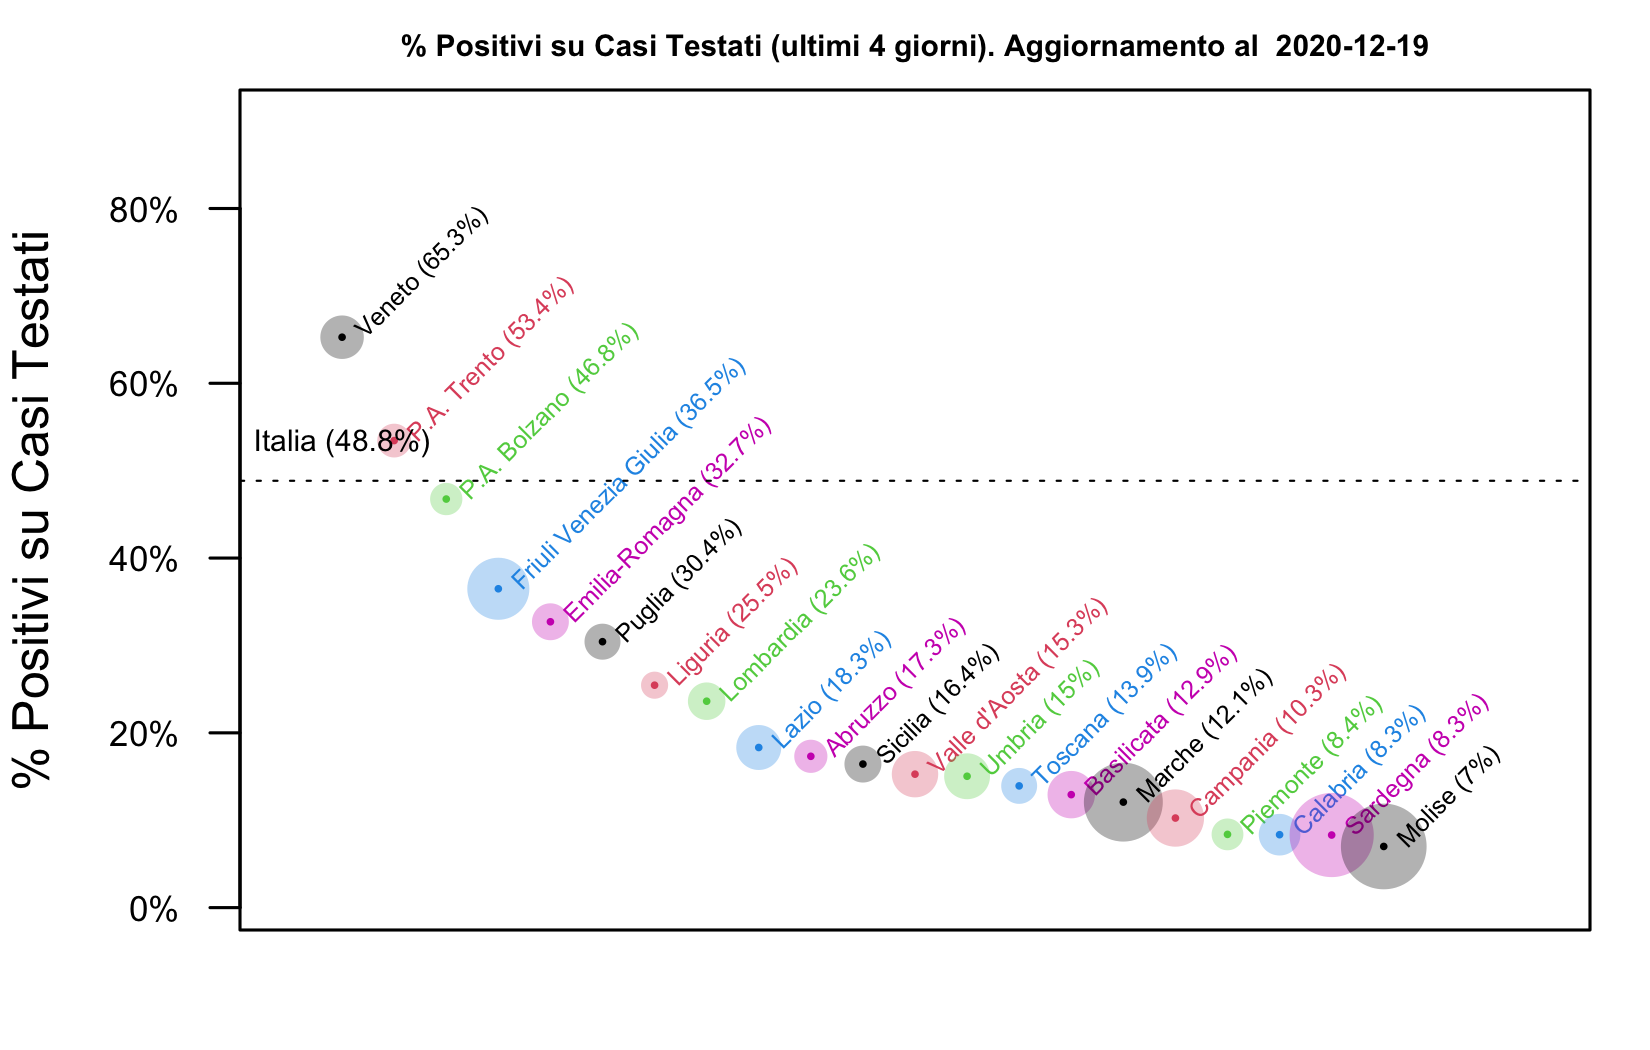 % Positivi su Casi Testati (ultimi 4 giorni). Aggiornamento al  2020-12-19
% Positivi su Casi Testati
80%
60%
40%
20%
0%
Italia (48.8%)
Veneto (65.3%)
P.A. Trento (53.4%)
P.A. Bolzano (46.8%)
Friuli Venezia Giulia (36.5%)
Emilia-Romagna (32.7%)
Puglia (30.4%)
Liguria (25.5%)
Lombardia (23.6%)
Lazio (18.3%)
Abruzzo (17.3%)
Sicilia (16.4%)
Valle d'Aosta (15.3%)
Umbria (15%)
Toscana (13.9%)
Basilicata (12.9%)
Marche (12.1%)
Campania (10.3%)
Piemonte (8.4%)
Calabria (8.3%)
Sardegna (8.3%)
Molise (7%)